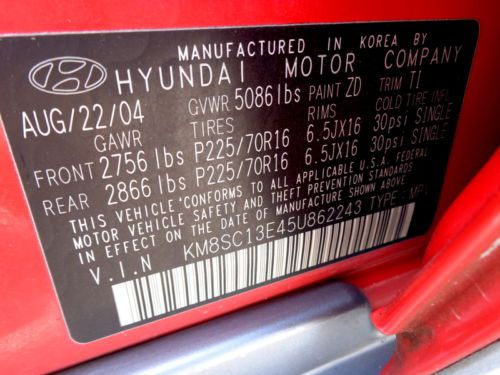 MANUFACTURED IN KOREA BY
HYUNDAI MOTOR COMPANY
AUG/22/04 GVWR 5086 lbs PAINT ZD TRIM TI
GAWR TIRES RIMS COLD TIRE INFL
FRONT 2756 lbs P225/70R16 6.5JX16 30psi SINGLE
REAR 2866 lbs P225/70R16 6.5JX16 30psi SINGLE
THIS VEHICLE CONFORMS TO ALL APPLICABLE U.S.A. FEDERAL
MOTOR VEHICLE SAFETY AND THEFT PREVENTION STANDARD
IN EFFECT ON THE DATE OF MANUFACTURE SHOWN ABOVE
V.I.N KM8SC13E45U862243 TYPE : MPV